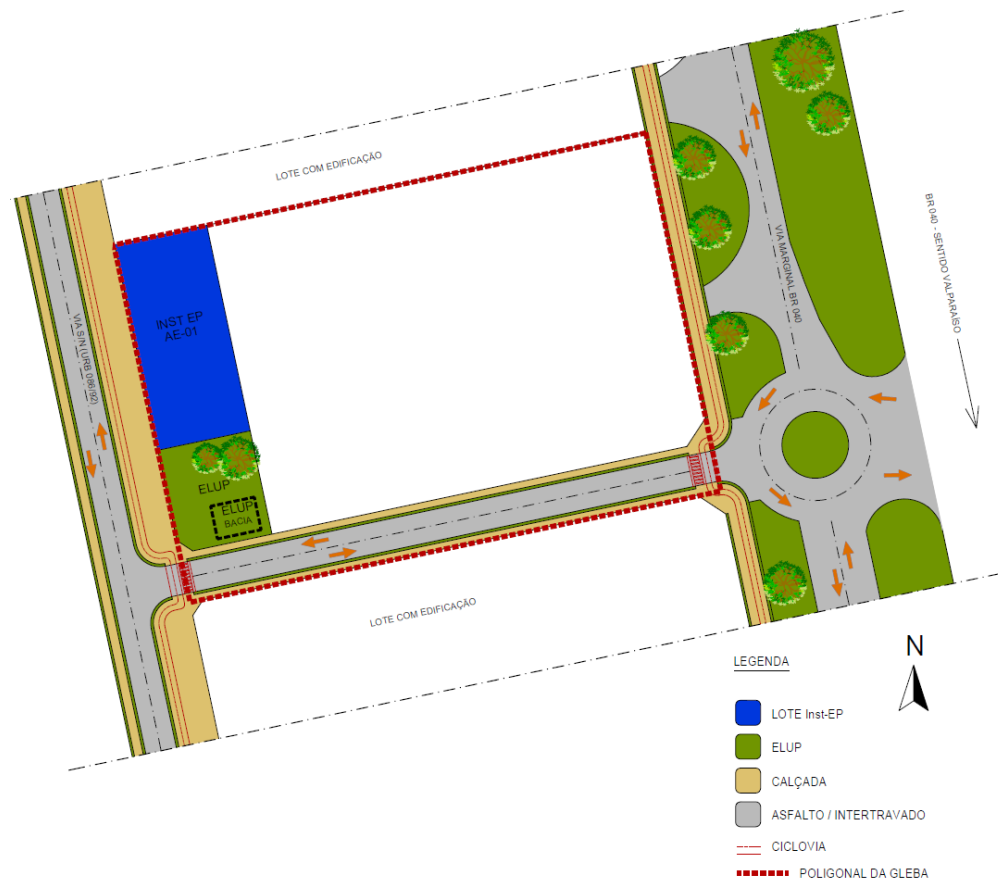 LOTE COM EDIFICAÇÃO
BR 040 - SENTIDO VALPARAÍSO
VIA MARGINAL BR 040
VIA S/N (URB 086/92)
INST EP
AE-01
ELUP
ELUP
BACIA
LOTE COM EDIFICAÇÃO
N
LEGENDA
LOTE Inst-EP
ELUP
CALÇADA
ASFALTO / INTERTRAVADO
CICLOVIA
POLIGONAL DA GLEBA